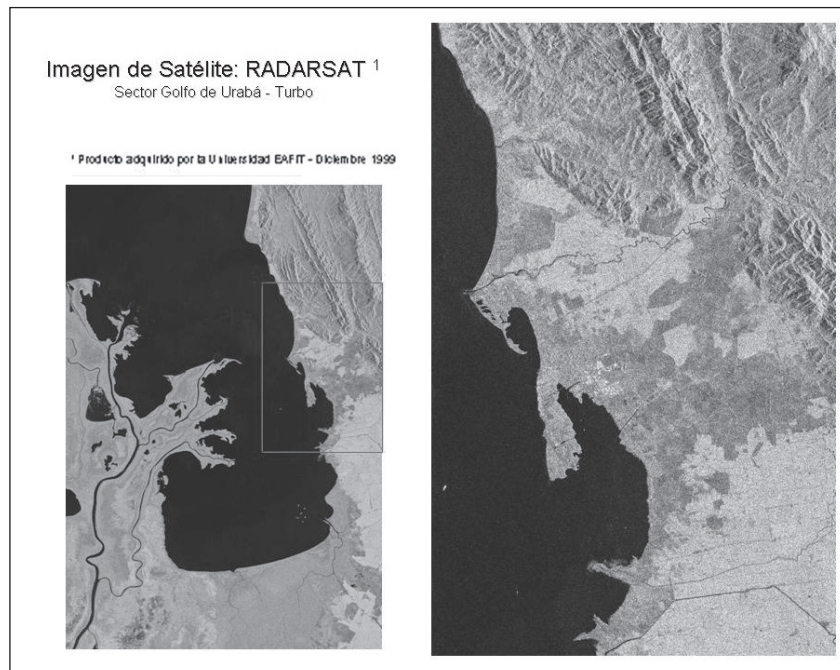 Imagen de Satélite: RADARSAT ¹
Sector Golfo de Urabá - Turbo
¹ Producto adquirido por la Universidad EAFIT - Diciembre 1999